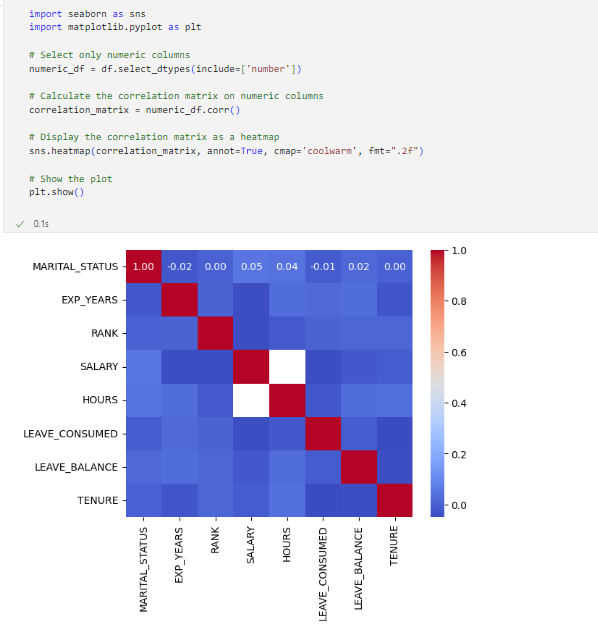 import seaborn as sns
import matplotlib.pyplot as plt
# Select only numeric columns
numeric_df = df.select_dtypes(include=['number'])
# Calculate the correlation matrix on numeric columns
correlation_matrix = numeric_df.corr()
# Display the correlation matrix as a heatmap
sns.heatmap(correlation_matrix, annot=True, cmap='coolwarm', fmt=".2f")
# Show the plot
plt.show()
✓ 0.1s
MARITAL_STATUS 1.00 -0.02 0.00 0.05 0.04 -0.01 0.02 0.00
EXP_YEARS
RANK
SALARY
HOURS
LEAVE_CONSUMED
LEAVE_BALANCE
TENURE
1.0
0.8
0.6
0.4
0.2
0.0
MARITAL_STATUS
EXP_YEARS
RANK
SALARY
HOURS
LEAVE_CONSUMED
LEAVE_BALANCE
TENURE